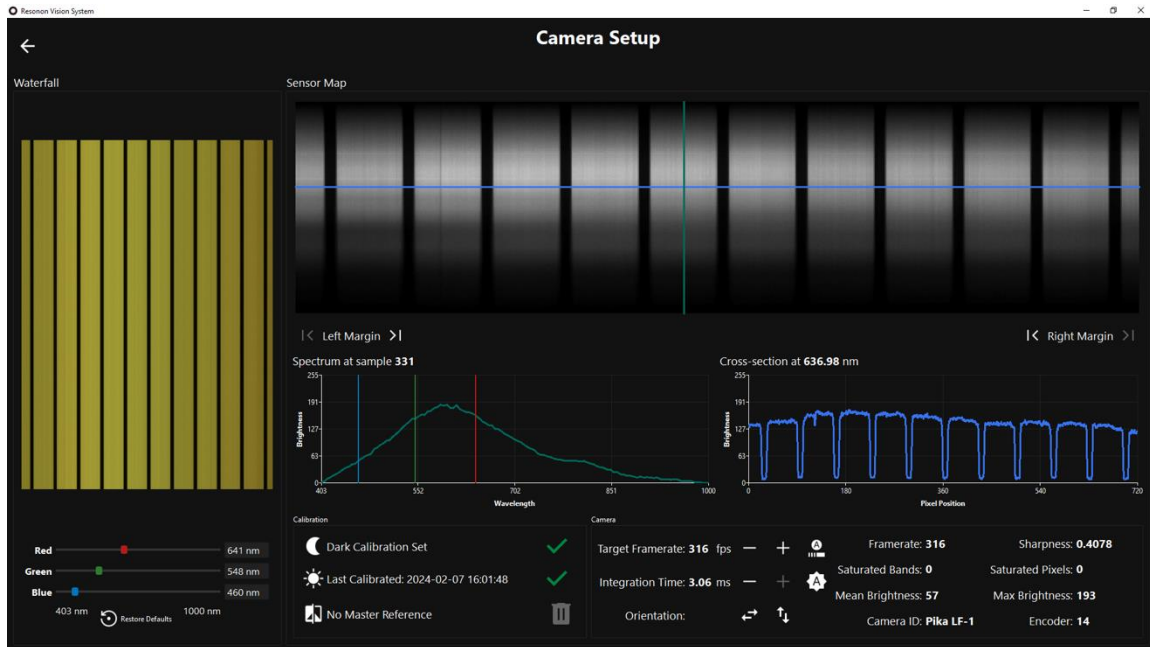 Resonon Vision System
Camera Setup
Waterfall
Sensor Map
Left Margin
Right Margin
Spectrum at sample 331
Cross-section at 636.98 nm
255
191
127
63
0
Brightness
403
552
702
851
1000
Wavelength
255
191
127
63
0
Brightness
0
180
360
540
720
Pixel Position
Red
641 nm
Green
548 nm
Blue
460 nm
403 nm
Restore Defaults
1000 nm
Calibration
Dark Calibration Set
Last Calibrated: 2024-02-07 16:01:48
No Master Reference
Camera
Target Framerate: 316 fps
A
Framerate: 316
Sharpness: 0.4078
Integration Time: 3.06 ms
A
Saturated Bands: 0
Saturated Pixels: 0
Mean Brightness: 57
Max Brightness: 193
Orientation:
Camera ID: Pika LF-1
Encoder: 14